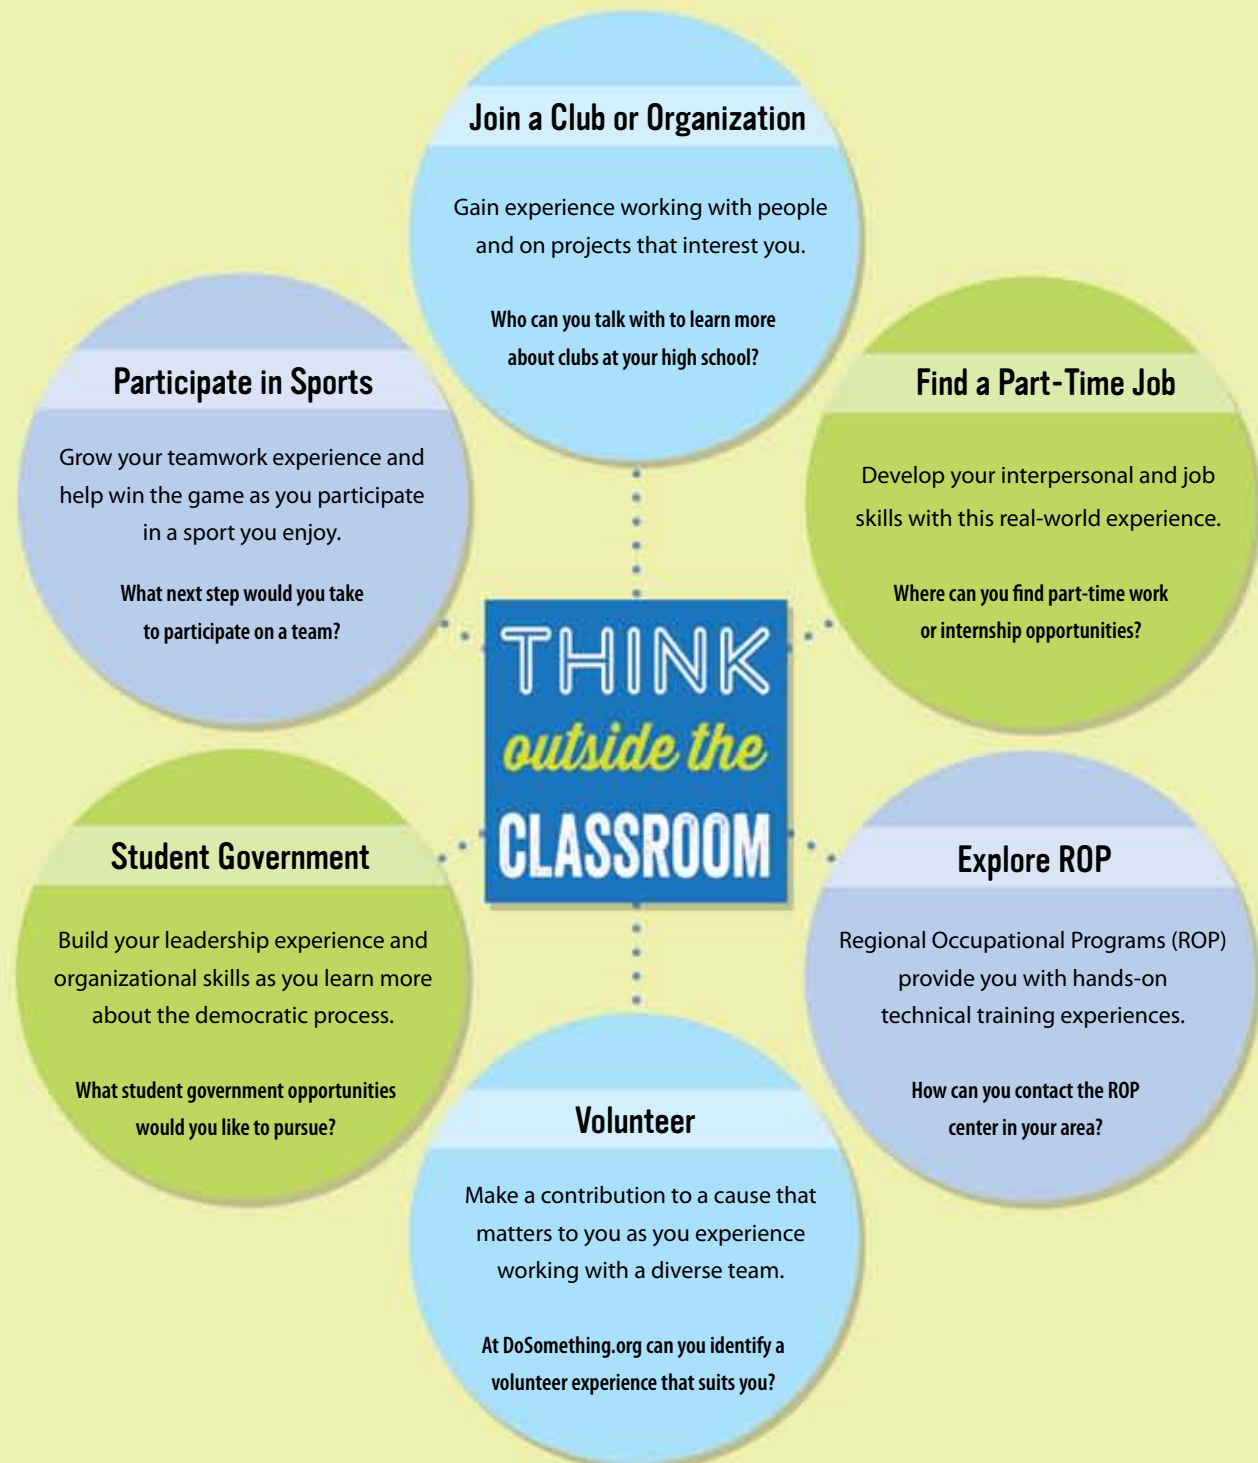 Join a Club or Organization
Gain experience working with people
and on projects that interest you.
Who can you talk with to learn more
about clubs at your high school?
Participate in Sports
Grow your teamwork experience and
help win the game as you participate
in a sport you enjoy.
What next step would you take
to participate on a team?
Find a Part-Time Job
Develop your interpersonal and job
skills with this real-world experience.
Where can you find part-time work
or internship opportunities?
THINK
outside the
CLASSROOM
Student Government
Build your leadership experience and
organizational skills as you learn more
about the democratic process.
What student government opportunities
would you like to pursue?
Explore ROP
Regional Occupational Programs (ROP)
provide you with hands-on
technical training experiences.
How can you contact the ROP
center in your area?
Volunteer
Make a contribution to a cause that
matters to you as you experience
working with a diverse team.
At DoSomething.org can you identify a
volunteer experience that suits you?